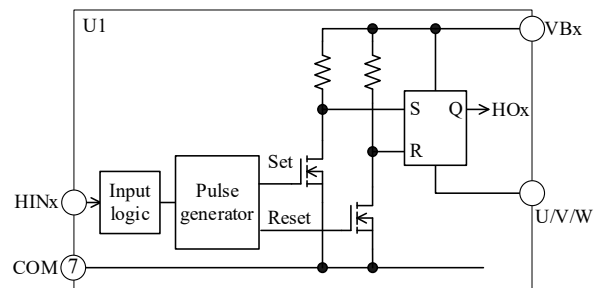 U1
VBx
S
Q
HOx
R
Set
HINx
Input
logic
Pulse
generator
Reset
U/V/W
COM
7